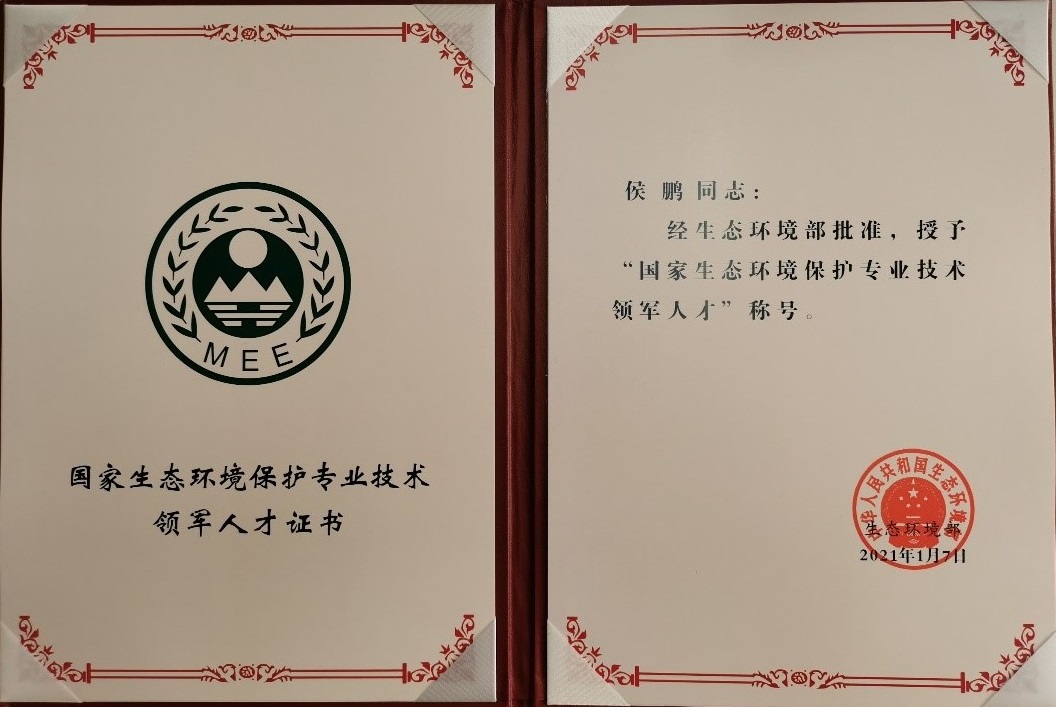 MEE
国家生态环境保护专业技术
领军人才证书
侯 鹏 同志：
经生态环境部批准，授予
“国家生态环境保护专业技术
领军人才”称号。
中华人民共和国生态环境部
生态环境部
2021年1月7日